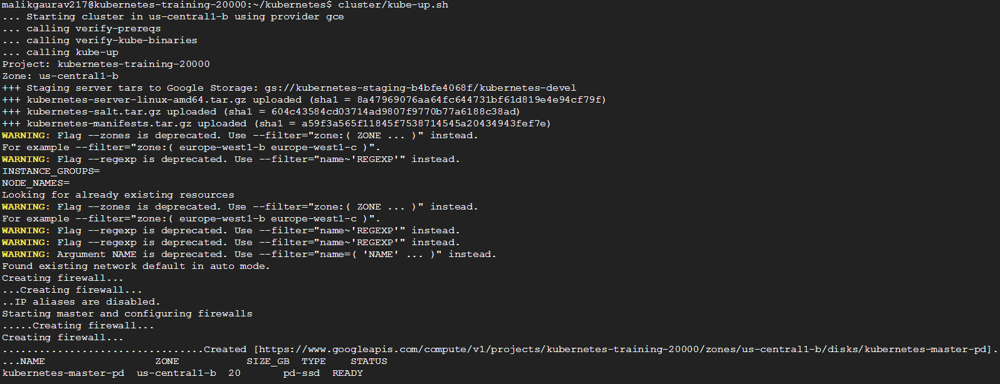 malikgaurav217@kubernetes-training-20000:~/kubernetes$ cluster/kube-up.sh
... Starting cluster in us-central1-b using provider gce
... calling verify-prereqs
... calling verify-kube-binaries
... calling kube-up
Project: kubernetes-training-20000
Zone: us-central1-b
+++ Staging server tars to Google Storage: gs://kubernetes-staging-b4bfe4068f/kubernetes-devel
+++ kubernetes-server-linux-amd64.tar.gz uploaded (sha1 = 8a47969076aa64fc644731bf61d819e4e94cf79f)
+++ kubernetes-salt.tar.gz uploaded (sha1 = 604c43584cd03714ad9807f9770b77a6188c38ad)
+++ kubernetes-manifests.tar.gz uploaded (sha1 = a59f3a565f11845f7538714545a20434943fef7e)
WARNING: Flag --zones is deprecated. Use --filter="zone:( ZONE ... )" instead.
For example --filter="zone:( europe-west1-b europe-west1-c )".
WARNING: Flag --regexp is deprecated. Use --filter="name~'REGEXP'" instead.
INSTANCE_GROUPS=
NODE_NAMES=
Looking for already existing resources
WARNING: Flag --zones is deprecated. Use --filter="zone:( ZONE ... )" instead.
For example --filter="zone:( europe-west1-b europe-west1-c )".
WARNING: Flag --regexp is deprecated. Use --filter="name~'REGEXP'" instead.
WARNING: Flag --regexp is deprecated. Use --filter="name~'REGEXP'" instead.
WARNING: Argument NAME is deprecated. Use --filter="name=( 'NAME' ... )" instead.
Found existing network default in auto mode.
Creating firewall...
...Creating firewall...
..IP aliases are disabled.
Starting master and configuring firewalls
.....Creating firewall...
Creating firewall...
.................................Created [https://www.googleapis.com/compute/v1/projects/kubernetes-training-20000/zones/us-central1-b/disks/kubernetes-master-pd].
...NAME                  ZONE           SIZE_GB  TYPE    STATUS
kubernetes-master-pd  us-central1-b  20       pd-ssd  READY